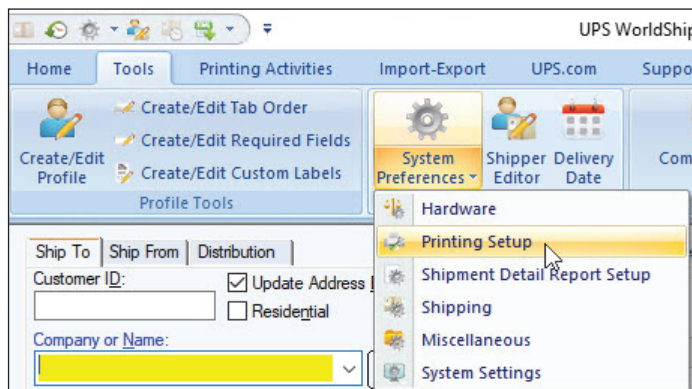 UPS WorldShip
Home Tools Printing Activities Import-Export UPS.com Suppo
Create/Edit Profile
Create/Edit Tab Order
Create/Edit Required Fields
Create/Edit Custom Labels
Profile Tools
System Preferences
Shipper Editor
Delivery Date
Com
Hardware
Printing Setup
Shipment Detail Report Setup
Shipping
Miscellaneous
System Settings
Ship To Ship From Distribution
Customer ID:
Update Address
Residential
Company or Name: